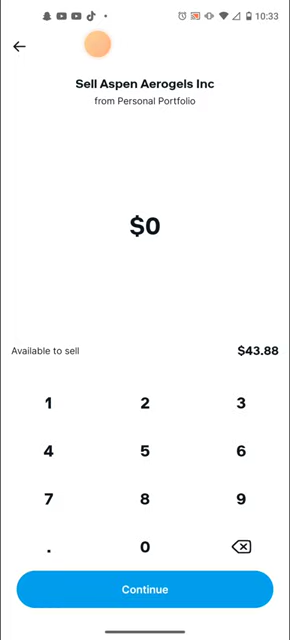 10:33
Sell Aspen Aerogels Inc
from Personal Portfolio
$0
Available to sell $43.88
1 2 3
4 5 6
7 8 9
. 0
Continue